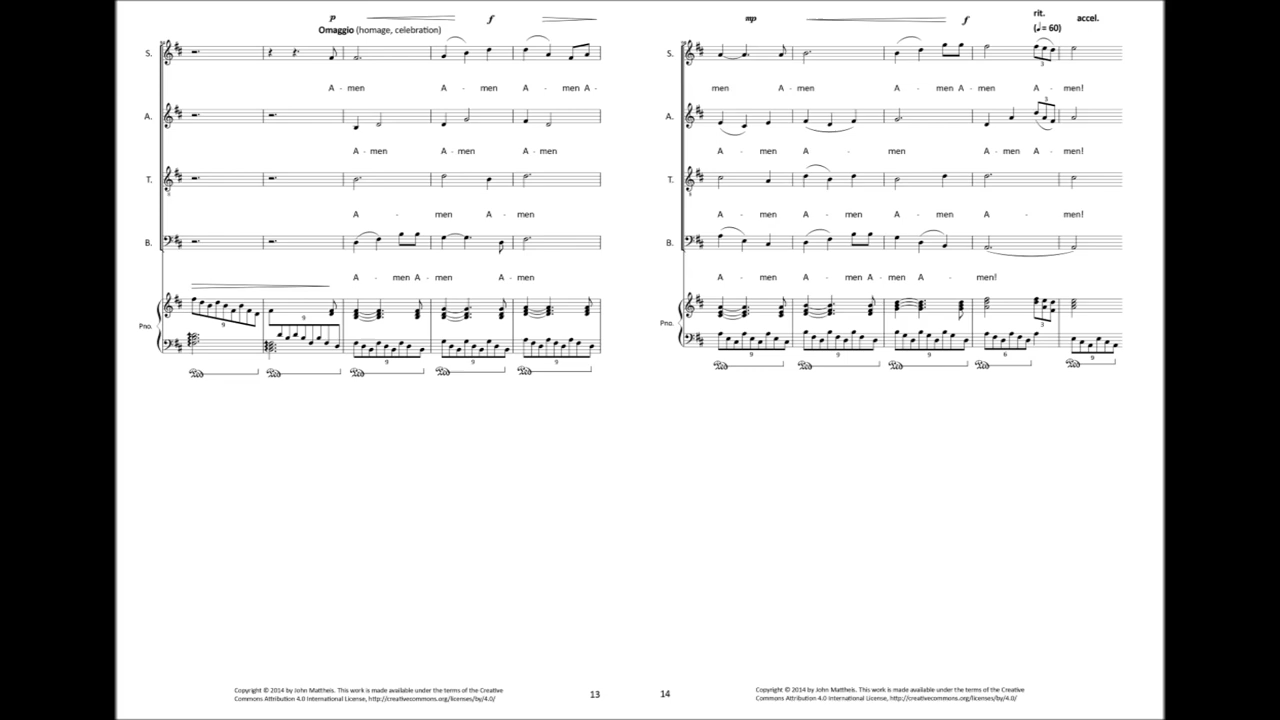 p f
Omaggio (homage, celebration)
S.
A - men A - men A - men A -
A.
A - men A - men A - men
T.
A - men A - men
B.
A - men A - men A - men
9 9 9 9 9
Pno.
Copyright © 2014 by John Mattheis. This work is made available under the terms of the Creative
Commons Attribution 4.0 International License, http://creativecommons.org/licenses/by/4.0/
13
mp f
rit. accel.
(♩= 60)
S.
3
men A - men A - men A - men A - men!
A.
3
A - men A - men A - men A - men!
T.
A - men A - men A - men!
B.
A - men A - men A - men A - men!
Pno.
3
9 9 9 6 9
14
Copyright © 2014 by John Mattheis. This work is made available under the terms of the Creative
Commons Attribution 4.0 International License, http://creativecommons.org/licenses/by/4.0/